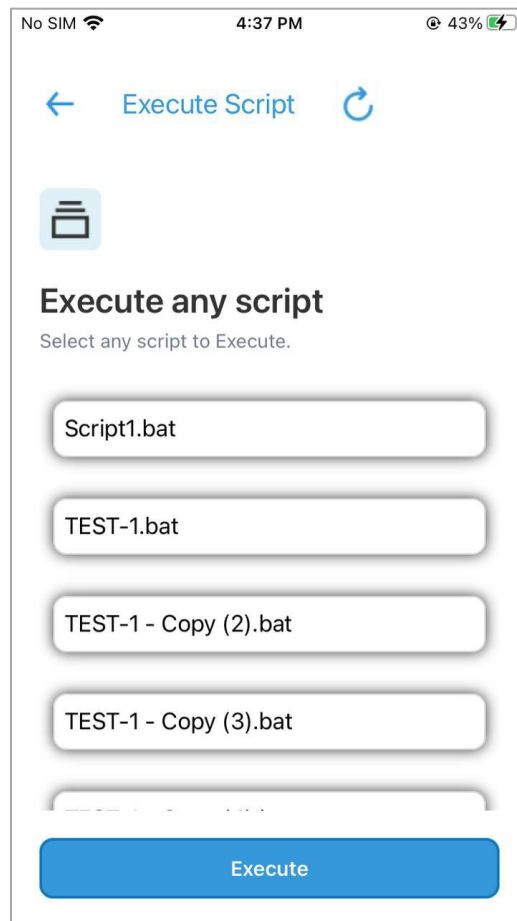 No SIM 4:37 PM 43%
Execute Script
Execute any script
Select any script to Execute.
Script1.bat
TEST-1.bat
TEST-1 - Copy (2).bat
TEST-1 - Copy (3).bat
Execute